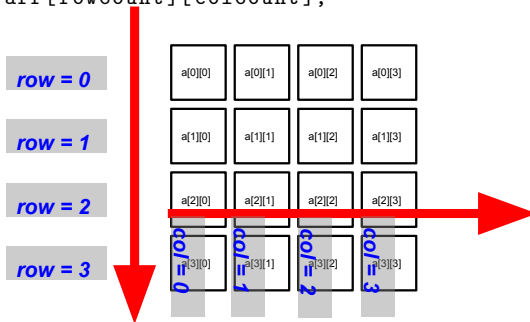 arr[rowCount][colCount];
row = 0 a[0][0] a[0][1] a[0][2] a[0][3]
row = 1 a[1][0] a[1][1] a[1][2] a[1][3]
row = 2 a[2][0] a[2][1] a[2][2] a[2][3]
row = 3 a[3][0] a[3][1] a[3][2] a[3][3]
col = 0
col = 1
col = 2
col = 3